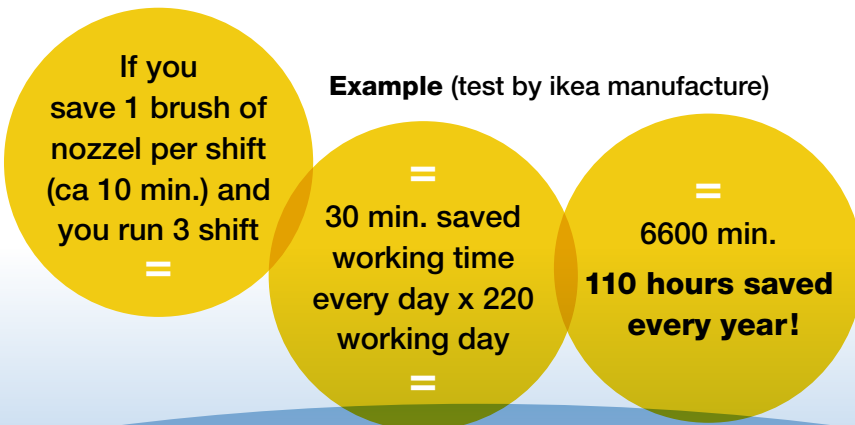 If you
save 1 brush of
nozzel per shift
(ca 10 min.) and
you run 3 shift
=
Example (test by ikea manufacture)
=
30 min. saved
working time
every day x 220
working day
=
=
6600 min.
110 hours saved
every year!